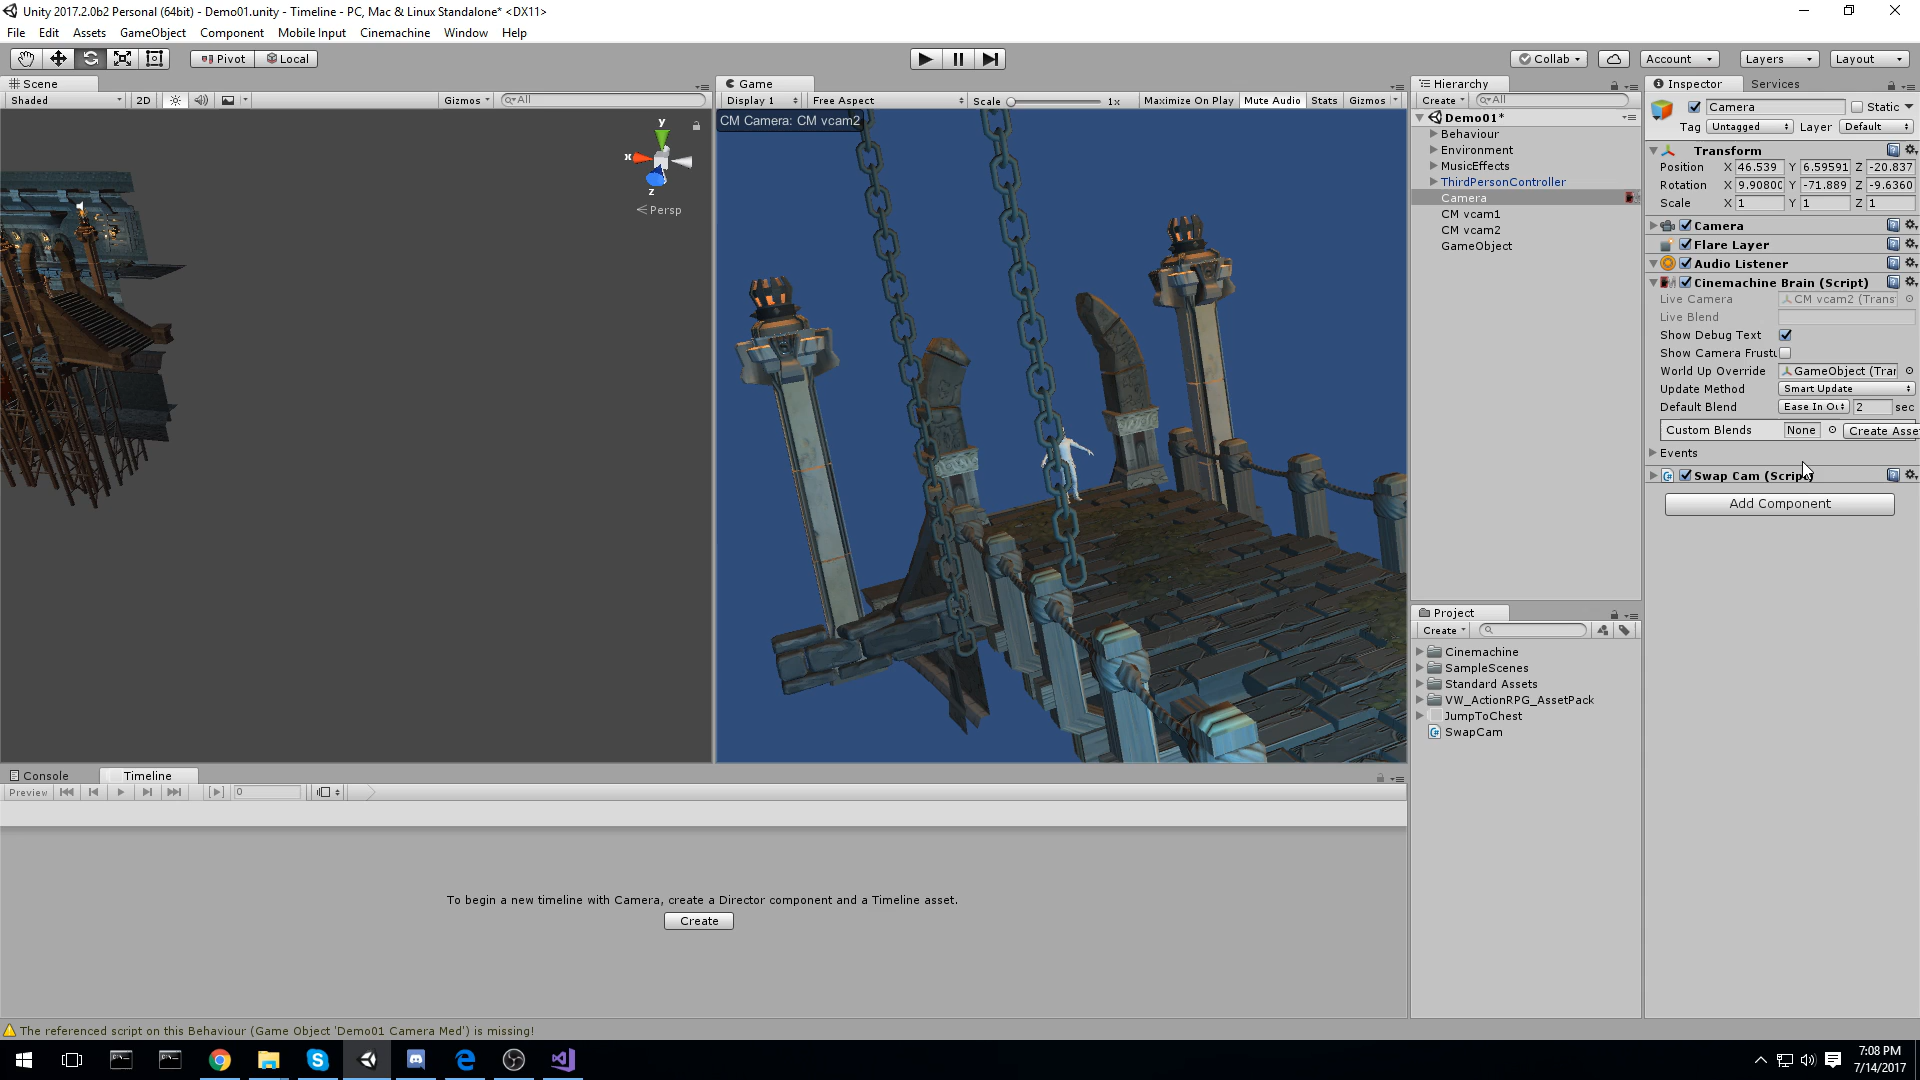 Unity 2017.2.0b2 Personal (64bit) - Demo01.unity - Timeline - PC, Mac & Linux Standalone* <DX11>
File Edit Assets GameObject Component Mobile Input Cinemachine Window Help
Pivot Local
Collab Account Layers Layout
Scene
Shaded 2D Gizmos All
y
x
z
Persp
Game
Display 1 Free Aspect Scale 1x Maximize On Play Mute Audio Stats Gizmos
CM Camera: CM vcam2
Hierarchy
Create All
Demo01*
Behaviour
Environment
MusicEffects
ThirdPersonController
Camera
CM vcam1
CM vcam2
GameObject
Project
Create
Cinemachine
SampleScenes
Standard Assets
VW_ActionRPG_AssetPack
JumpToChest
SwapCam
Inspector Services
Camera Static
Tag Untagged Layer Default
Transform
Position X 46.539 Y 6.59591 Z -20.837
Rotation X 9.90800 Y -71.889 Z -9.6360
Scale X 1 Y 1 Z 1
Camera
Flare Layer
Audio Listener
Cinemachine Brain (Script)
Live Camera CM vcam2 (Trans
Live Blend
Show Debug Text
Show Camera Frustu
World Up Override GameObject (Tran
Update Method Smart Update
Default Blend Ease In Ou 2 sec
Custom Blends None Create Asse
Events
Swap Cam (Script)
Add Component
Console Timeline
Preview 0
To begin a new timeline with Camera, create a Director component and a Timeline asset.
Create
The referenced script on this Behaviour (Game Object 'Demo01 Camera Med') is missing!
7:08 PM
7/14/2017